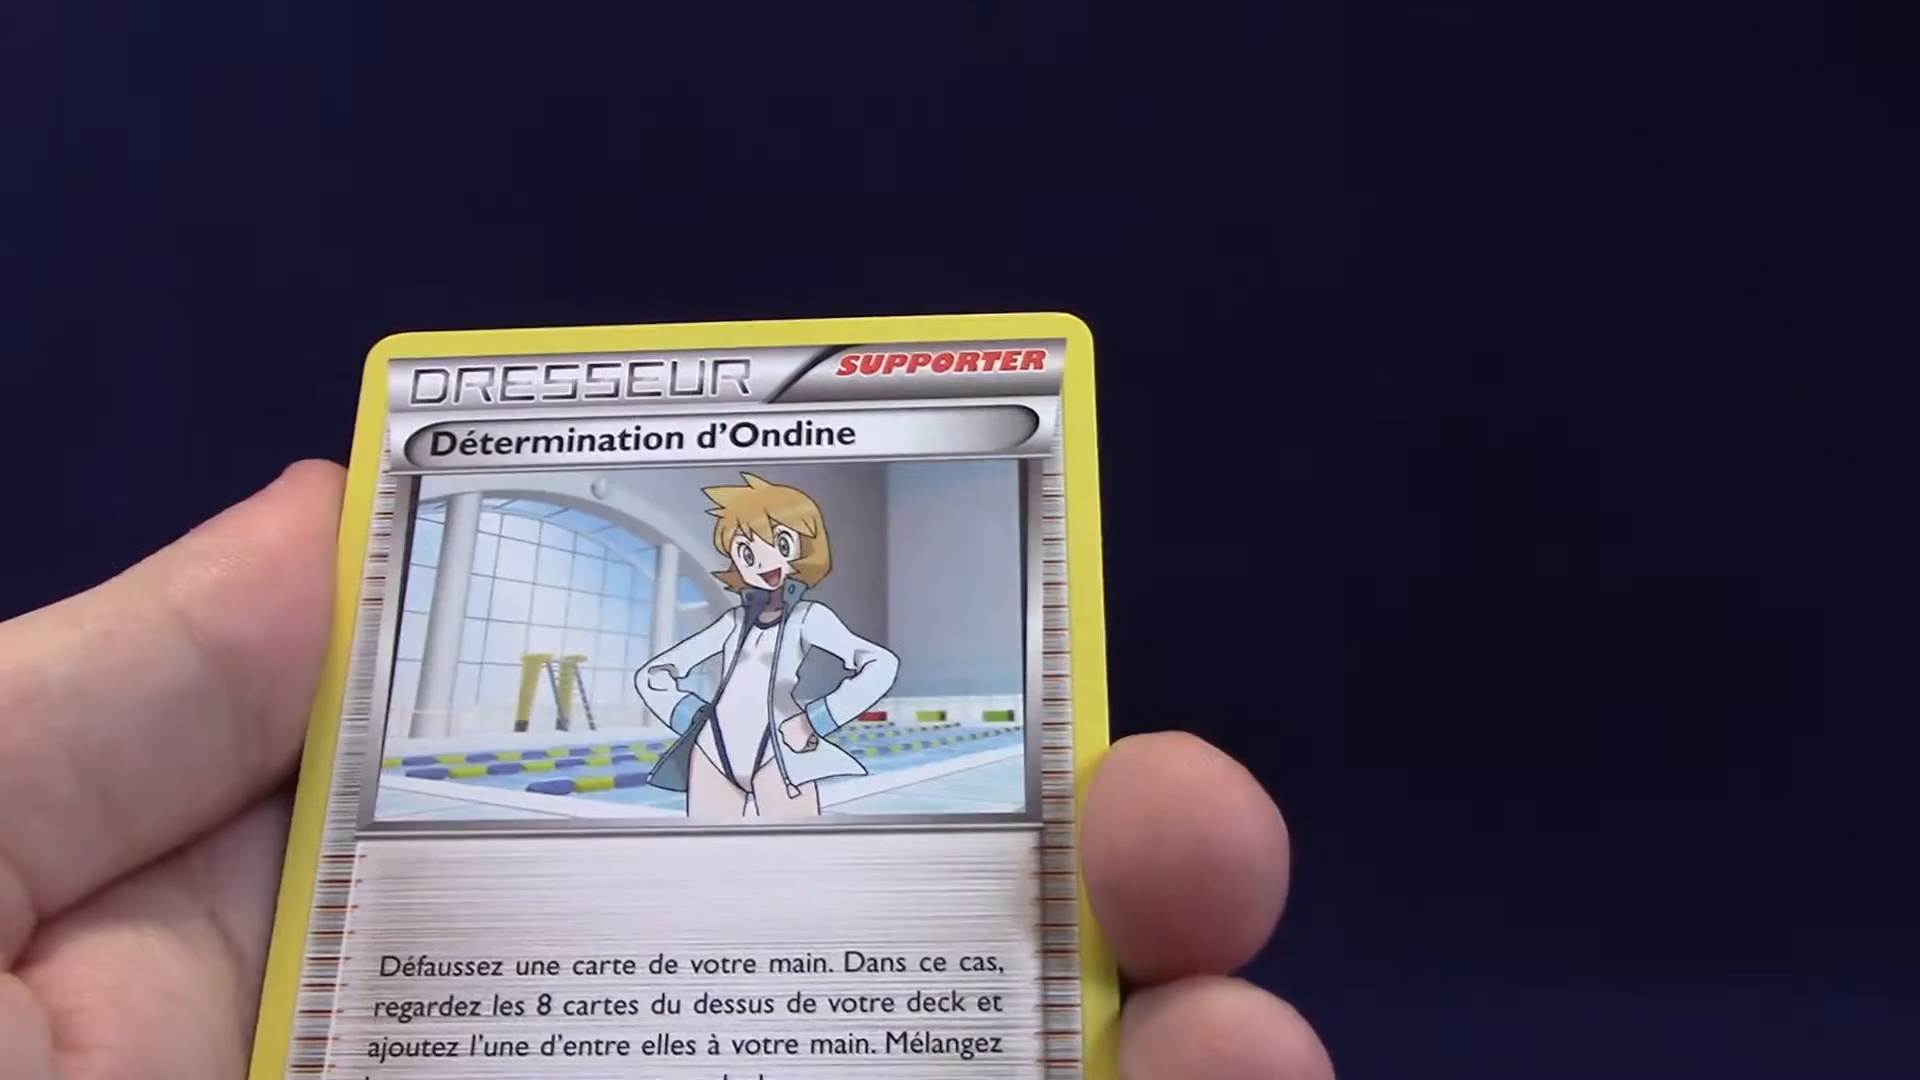 DRESSEUR
SUPPORTER
Détermination d'Ondine
Défaussez une carte de votre main. Dans ce cas,
regardez les 8 cartes du dessus de votre deck et
ajoutez l'une d'entre elles à votre main. Mélangez